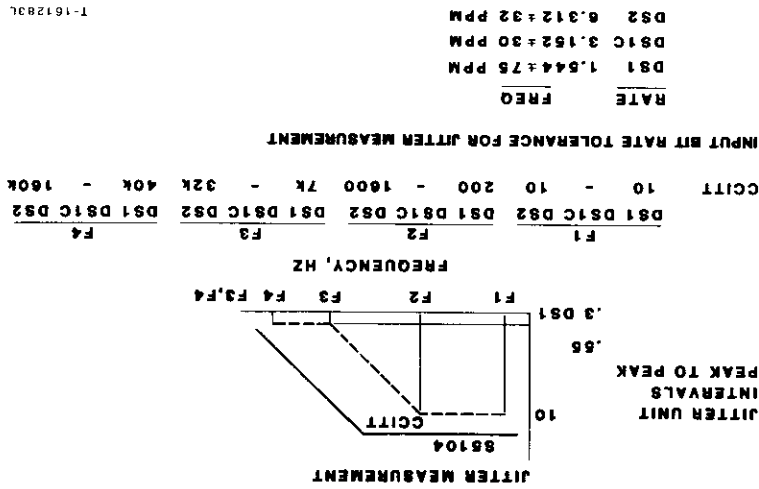 JITTER MEASUREMENT
S5104
CCITT
JITTER UNIT
INTERVALS
PEAK TO PEAK
10
.55
.3 DS1
F1 F2 F3 F4 F3,F4
FREQUENCY, HZ
F1 F2 F3 F4
DS1 DS1C DS2 DS1 DS1C DS2 DS1 DS1C DS2 DS1 DS1C DS2
CCITT 10 - 10 200 - 1600 7k - 32k 40k - 160k
INPUT BIT RATE TOLERANCE FOR JITTER MEASUREMENT
RATE FREQ
DS1 1.544±75 PPM
DS1C 3.152±30 PPM
DS2 6.312±32 PPM
T-161283L